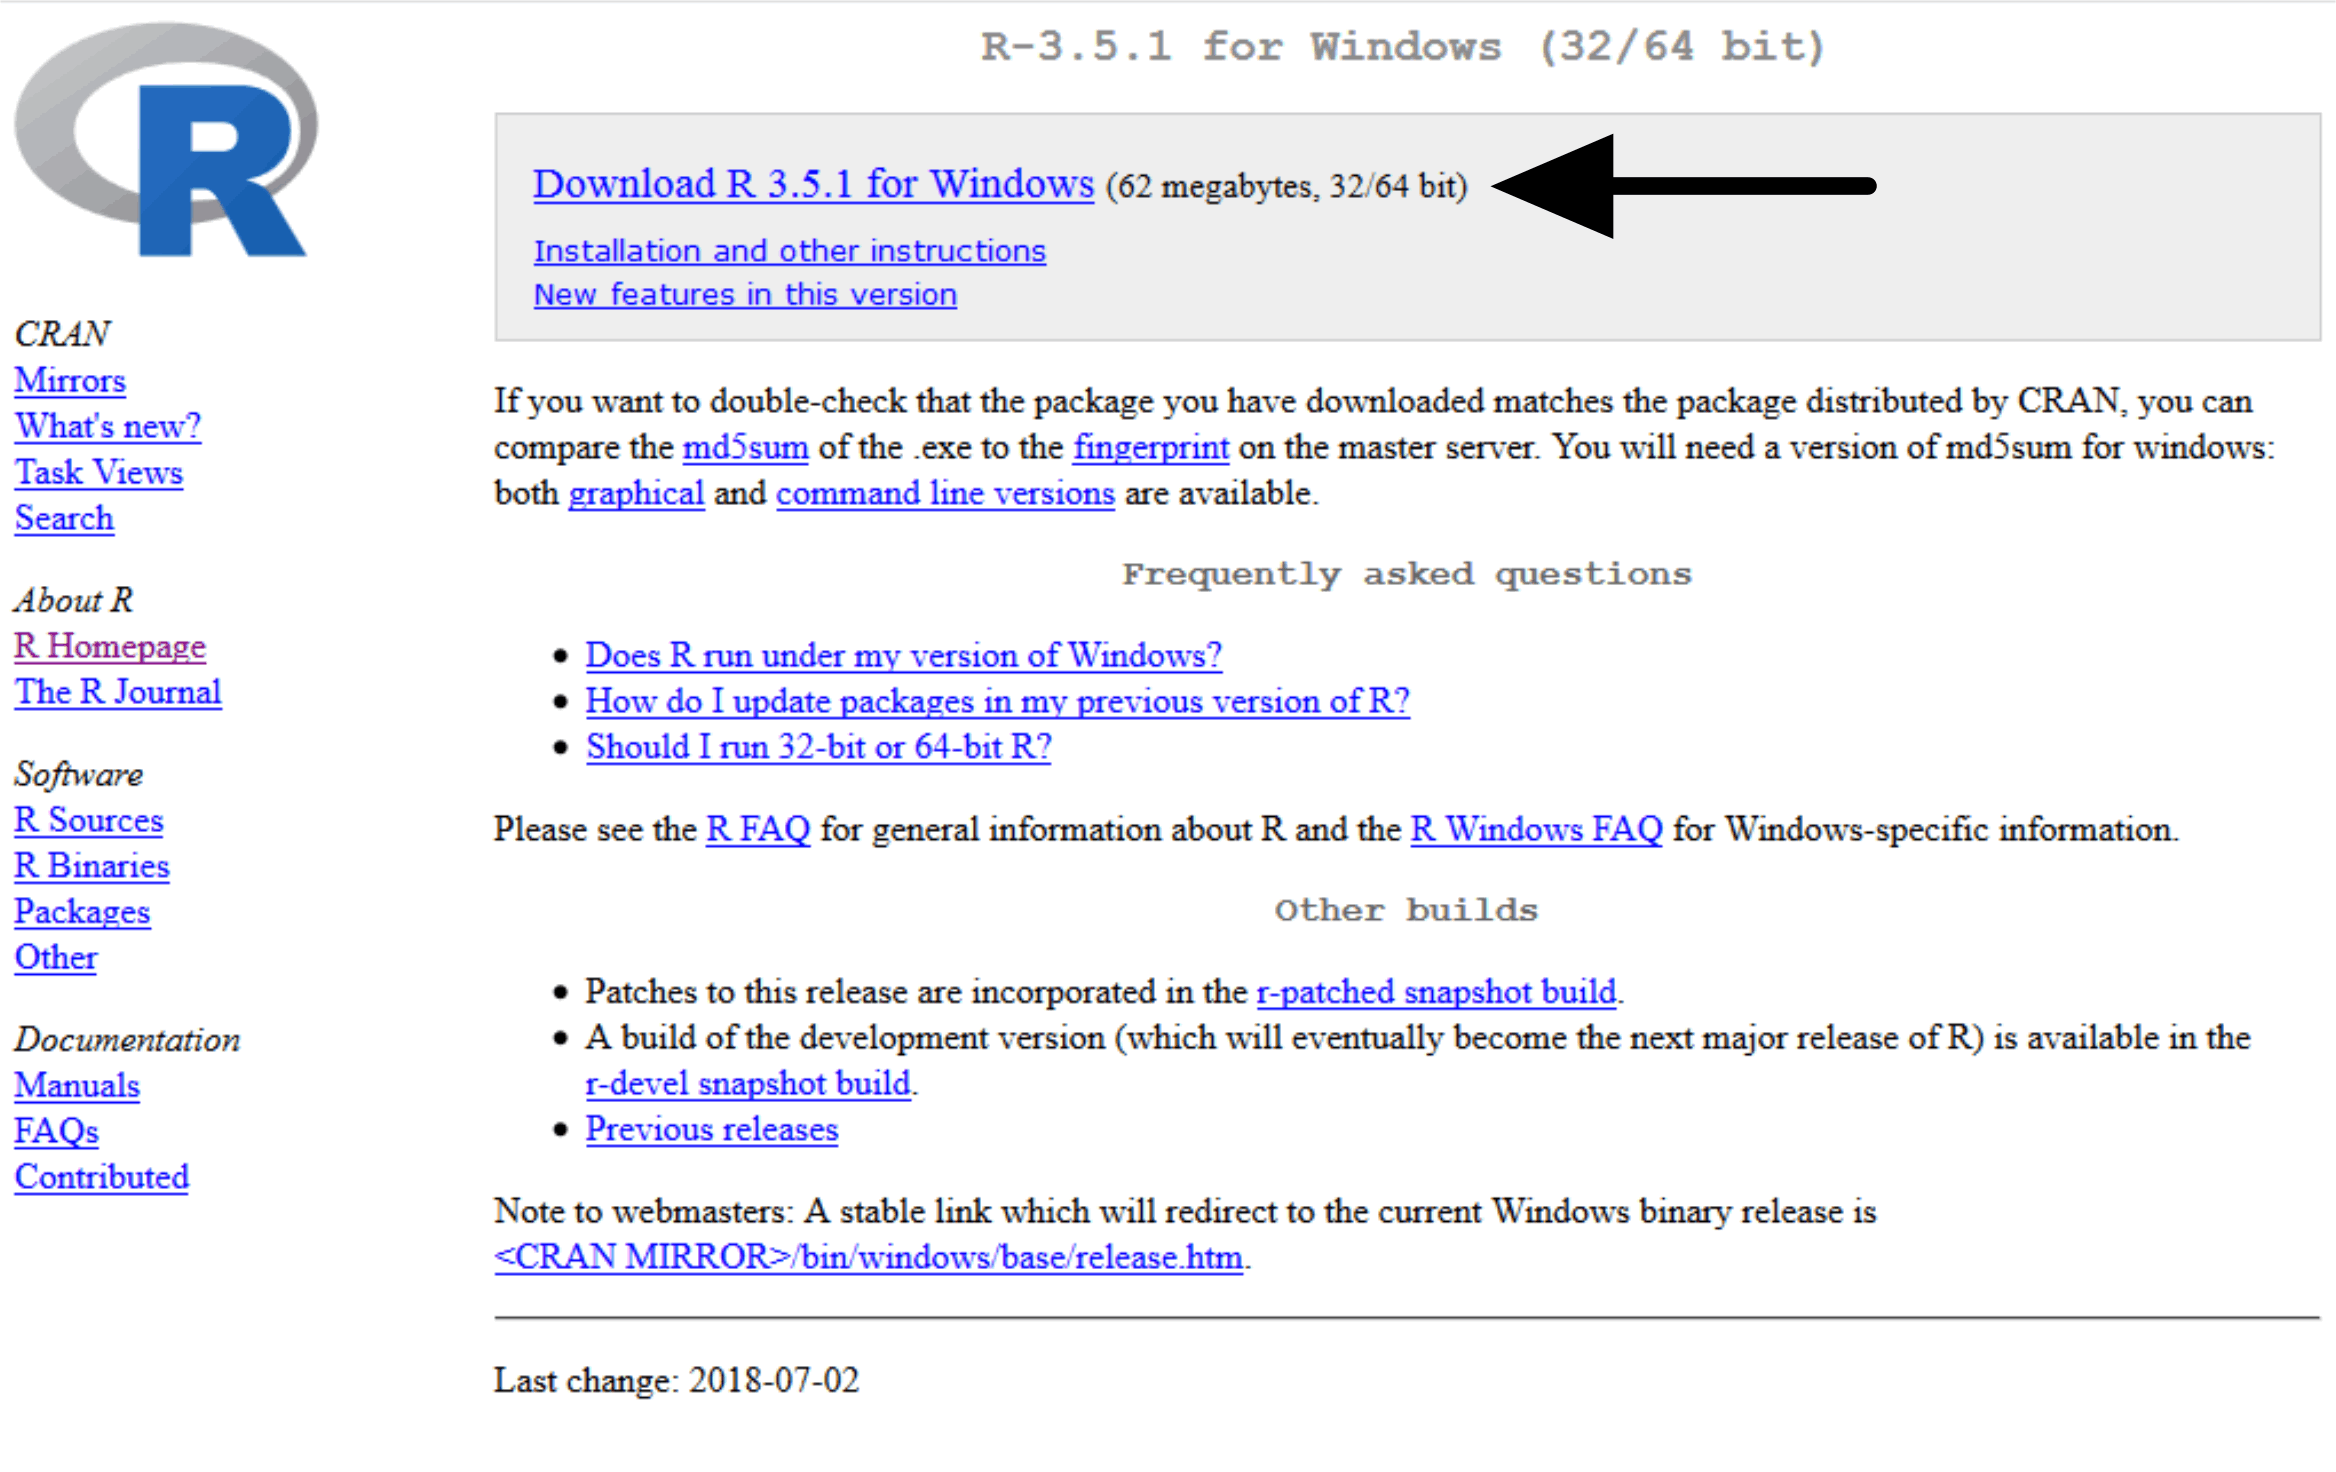 R
R-3.5.1 for Windows (32/64 bit)
Download R 3.5.1 for Windows (62 megabytes, 32/64 bit)
Installation and other instructions
New features in this version
CRAN
Mirrors
What's new?
Task Views
Search
About R
R Homepage
The R Journal
Software
R Sources
R Binaries
Packages
Other
Documentation
Manuals
FAQs
Contributed
If you want to double-check that the package you have downloaded matches the package distributed by CRAN, you can
compare the md5sum of the .exe to the fingerprint on the master server. You will need a version of md5sum for windows:
both graphical and command line versions are available.
Frequently asked questions
Does R run under my version of Windows?
How do I update packages in my previous version of R?
Should I run 32-bit or 64-bit R?
Please see the R FAQ for general information about R and the R Windows FAQ for Windows-specific information.
Other builds
Patches to this release are incorporated in the r-patched snapshot build.
A build of the development version (which will eventually become the next major release of R) is available in the
r-devel snapshot build.
Previous releases
Note to webmasters: A stable link which will redirect to the current Windows binary release is
<CRAN MIRROR>/bin/windows/base/release.htm.
Last change: 2018-07-02